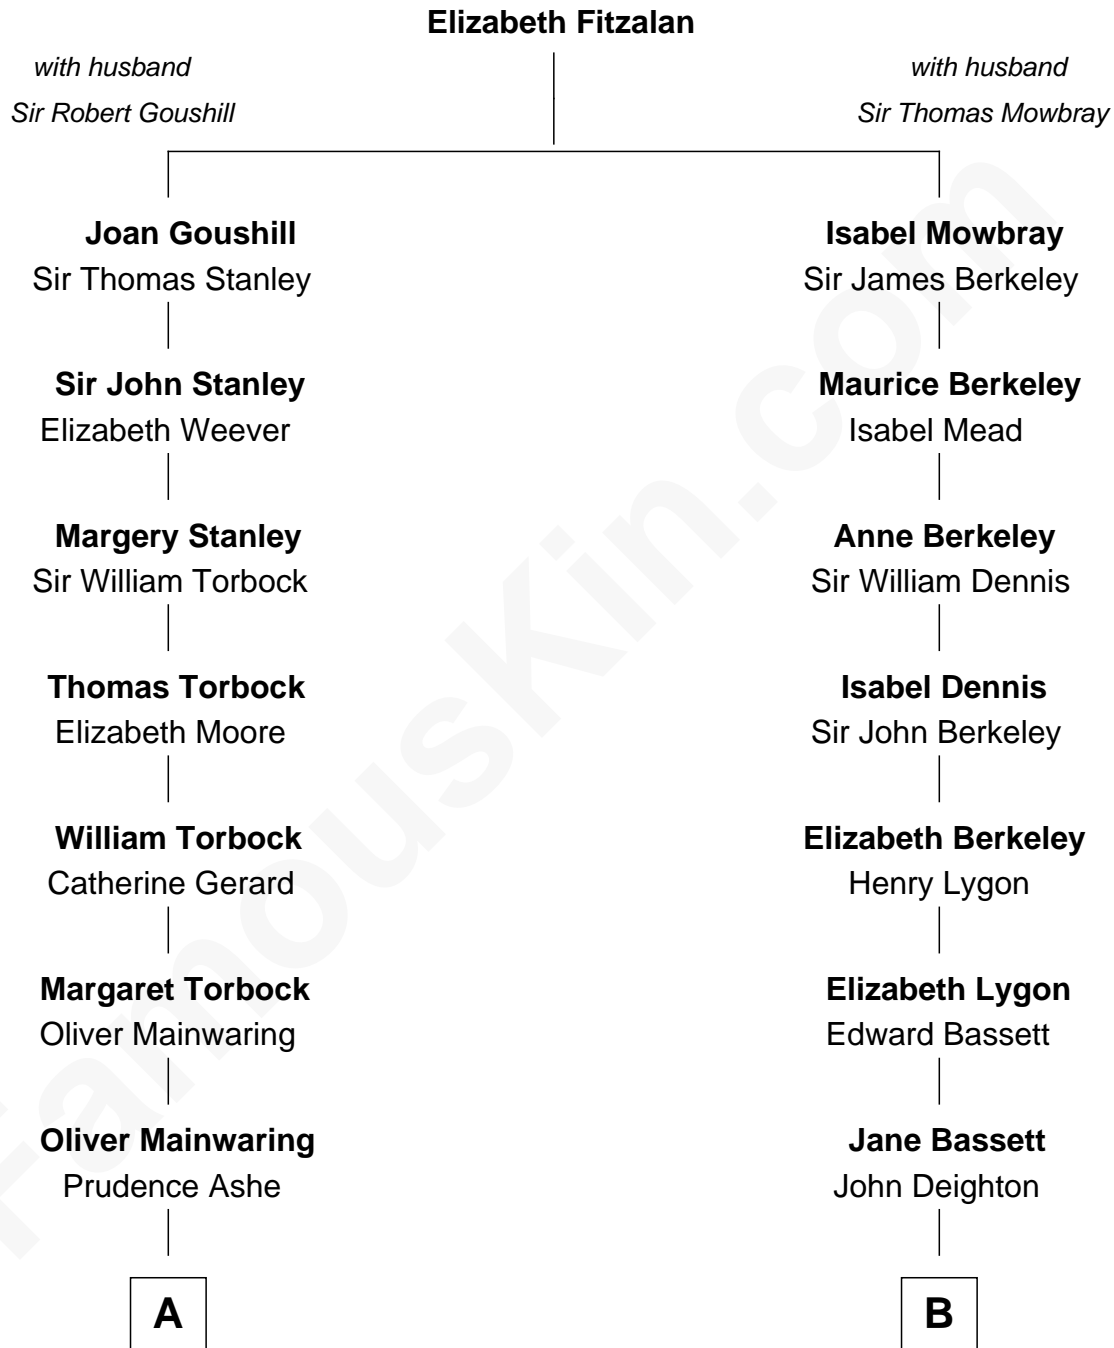 Elizabeth Fitzalan
with husband
Sir Robert Goushill
with husband
Sir Thomas Mowbray
Joan Goushill
Sir Thomas Stanley
Isabel Mowbray
Sir James Berkeley
Sir John Stanley
Elizabeth Weever
Maurice Berkeley
Isabel Mead
Margery Stanley
Sir William Torbock
Anne Berkeley
Sir William Dennis
Thomas Torbock
Elizabeth Moore
Isabel Dennis
Sir John Berkeley
William Torbock
Catherine Gerard
Elizabeth Berkeley
Henry Lygon
Margaret Torbock
Oliver Mainwaring
Elizabeth Lygon
Edward Bassett
Oliver Mainwaring
Prudence Ashe
Jane Bassett
John Deighton
A
B
FamousKin.com